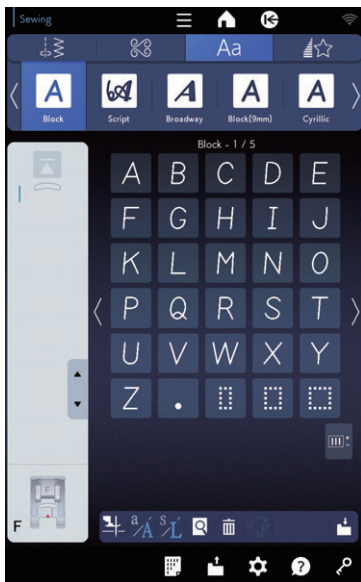 Sewing
Aa
A A A A A
Block Script Broadway Block(9mm) Cyrillic
Block - 1 / 5
A B C D E
F G H I J
K L M N O
P Q R S T
U V W X Y
Z .
F
F a/A S/L
?